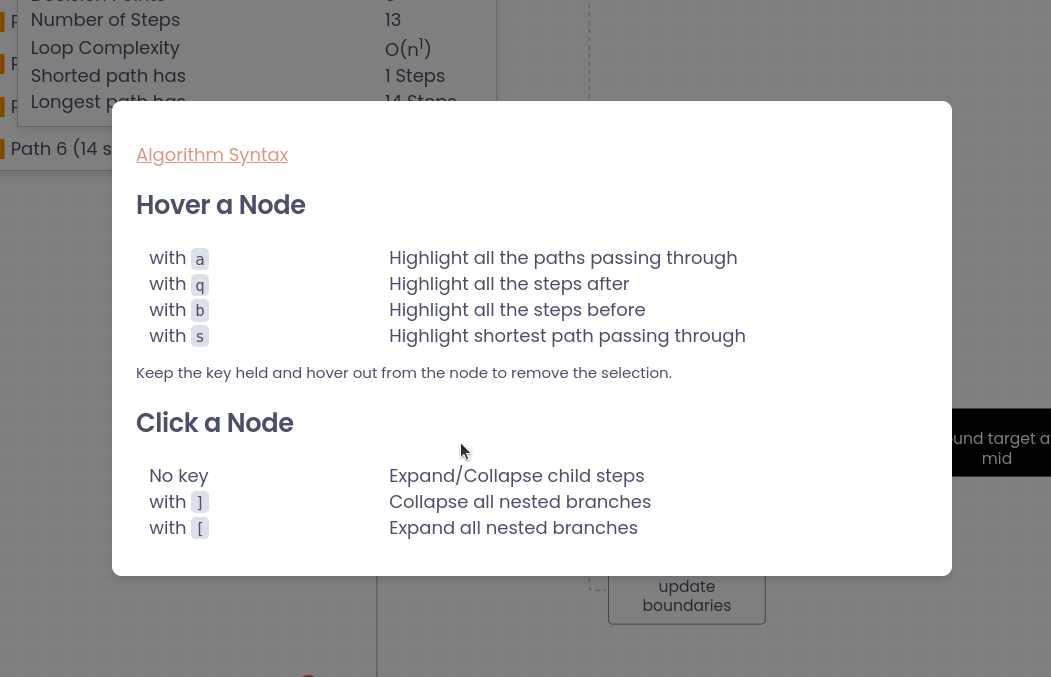 Number of Steps 13
Loop Complexity O(n¹)
Shorted path has 1 Steps
Longest path has 14 Steps
Path 6 (14 s
Algorithm Syntax
Hover a Node
with a Highlight all the paths passing through
with q Highlight all the steps after
with b Highlight all the steps before
with s Highlight shortest path passing through
Keep the key held and hover out from the node to remove the selection.
Click a Node
No key Expand/Collapse child steps
with ] Collapse all nested branches
with [ Expand all nested branches
und target a
mid
update
boundaries